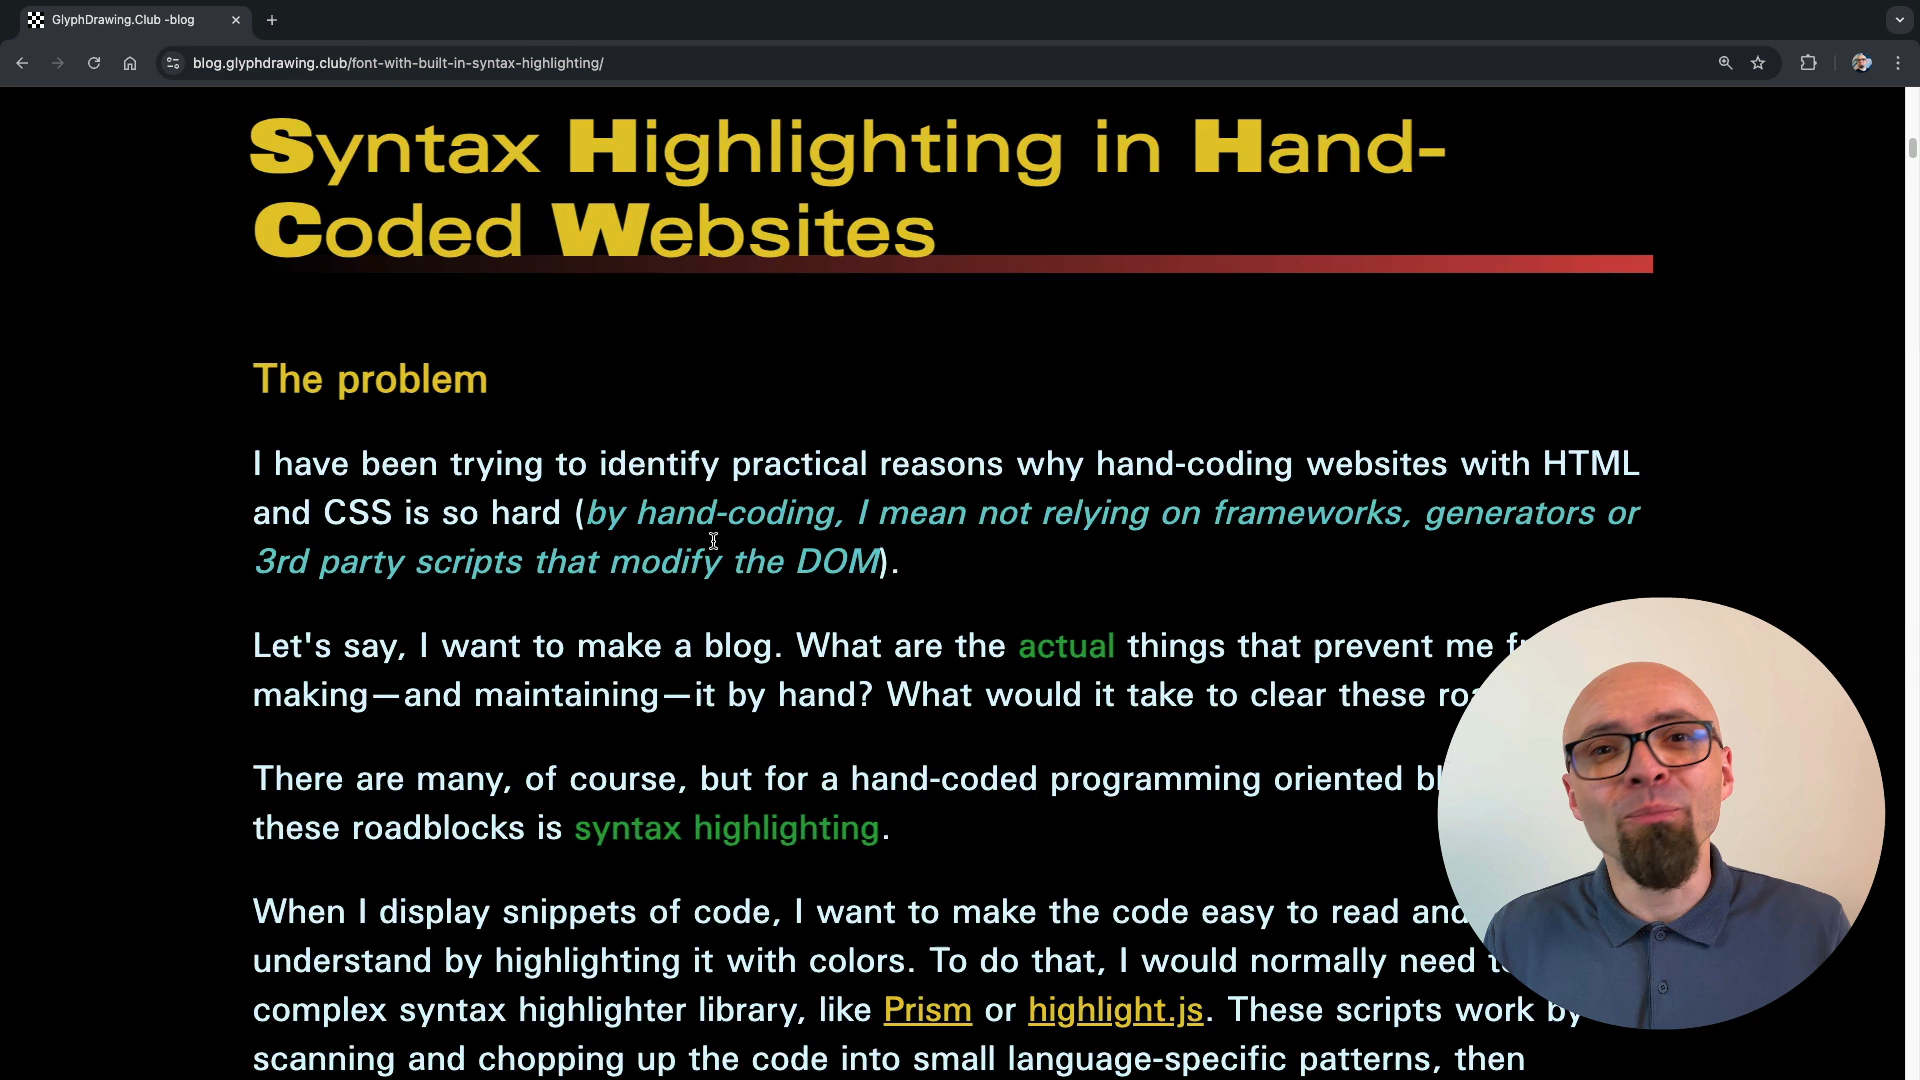 GlyphDrawing.Club -blog
blog.glyphdrawing.club/font-with-built-in-syntax-highlighting/
Syntax Highlighting in Hand-
Coded Websites
The problem
I have been trying to identify practical reasons why hand-coding websites with HTML
and CSS is so hard (by hand-coding, I mean not relying on frameworks, generators or
3rd party scripts that modify the DOM).
Let's say, I want to make a blog. What are the actual things that prevent me
making—and maintaining—it by hand? What would it take to clear these
There are many, of course, but for a hand-coded programming oriented
these roadblocks is syntax highlighting.
When I display snippets of code, I want to make the code easy to read and
understand by highlighting it with colors. To do that, I would normally need
complex syntax highlighter library, like Prism or highlight.js. These scripts work by
scanning and chopping up the code into small language-specific patterns, then